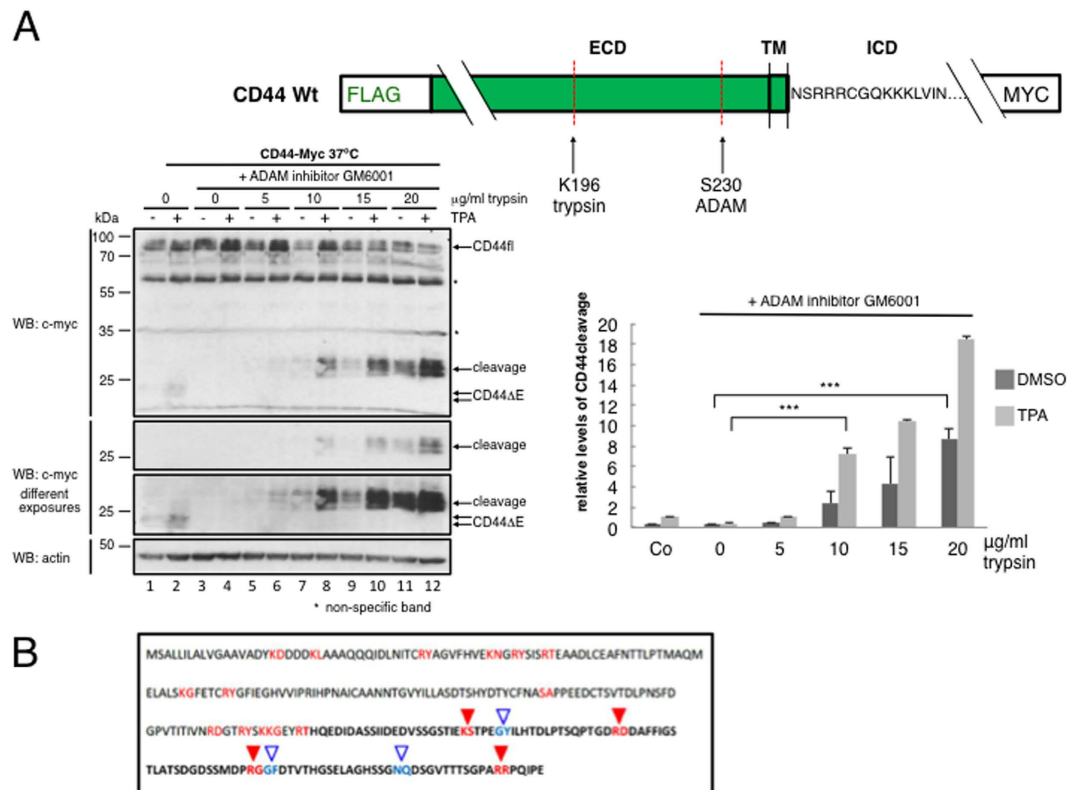 A
ECD TM ICD
CD44 Wt FLAG NSRRRCGQKKKLVIN.... MYC
K196 trypsin
S230 ADAM
CD44-Myc 37ºC
+ ADAM inhibitor GM6001
0 0 5 10 15 20 µg/ml trypsin
kDa - + - + - + - + - + - + TPA
100
70
55
35
25
WB: c-myc
CD44fl
*
*
cleavage
CD44ΔE
25
cleavage
WB: c-myc
different
exposures
25
cleavage
CD44ΔE
50
WB: actin
1 2 3 4 5 6 7 8 9 10 11 12
* non-specific band
+ ADAM inhibitor GM6001
relative levels of CD44cleavage
20
18
16
14
12
10
8
6
4
2
0
***
***
DMSO
TPA
Co 0 5 10 15 20 µg/ml
trypsin
B
MSALLILALVGAAVADYKDDDDKLAAAQQQIDLNITCRYAGVFHVEKNGRYSISRTEAADLCEAFNTTLPTMAQM
ELALSKGFETCRYGFIEGHVVIPRIHPNAICAANNTGVYILLASDTSHYDTYCFNASAPPEEDCTSVTDLPNSFD
GPVTITIVNRDGTRYSKKGEYRTHQEDIDASSIIDEDVSSGSTIEKSTPEGYILHTDLPTSQPTGDRDDAFFIGS
TLATSDGDSSMDPRGGFDTVTHGSELAGHSSGNQDSGVTTTSGPARRPQIPE